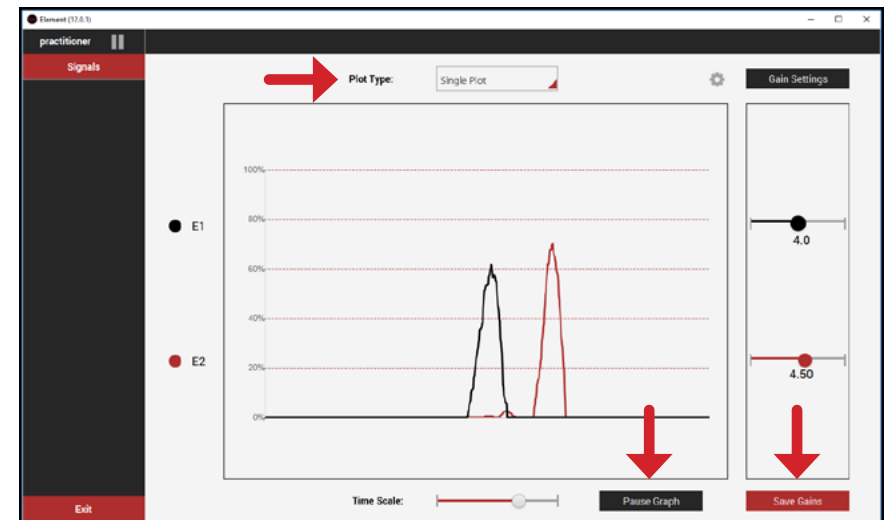 Element (12.0.1)
practitioner
Signals
Plot Type:
Single Plot
Gain Settings
100%
80%
60%
40%
20%
0%
E1
E2
4.0
4.50
Time Scale:
Pause Graph
Save Gains
Exit